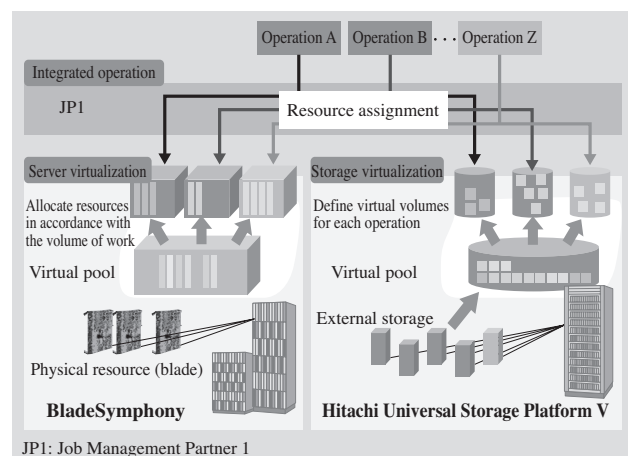 Operation A
Operation B
· · ·
Operation Z
Integrated operation
JP1
Resource assignment
Server virtualization
Allocate resources
in accordance with
the volume of work
Virtual pool
Physical resource (blade)
BladeSymphony
Storage virtualization
Define virtual volumes
for each operation
Virtual pool
External storage
Hitachi Universal Storage Platform V
JP1: Job Management Partner 1